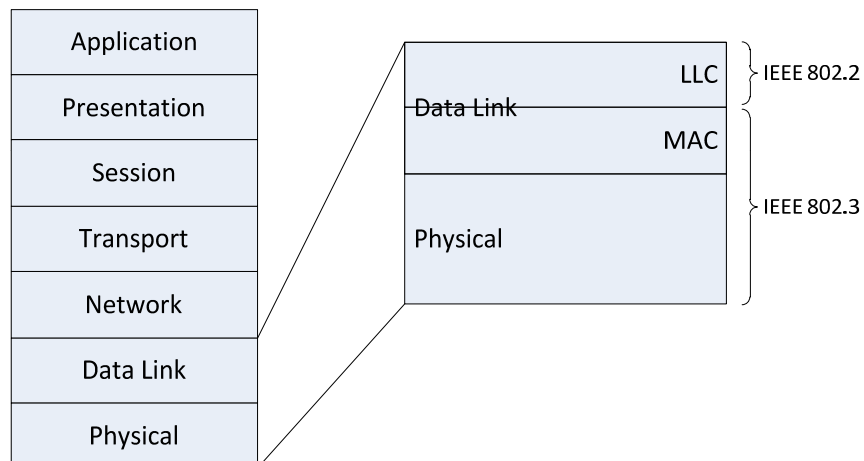 Application
Presentation
Session
Transport
Network
Data Link
Physical
LLC
Data Link
MAC
Physical
IEEE 802.2
IEEE 802.3